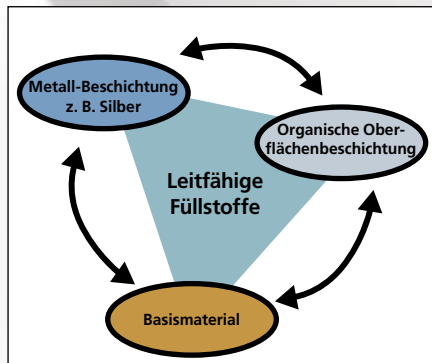 Metall-Beschichtung
z. B. Silber
Organische Ober-
flächenbeschichtung
Leitfähige
Füllstoffe
Basismaterial